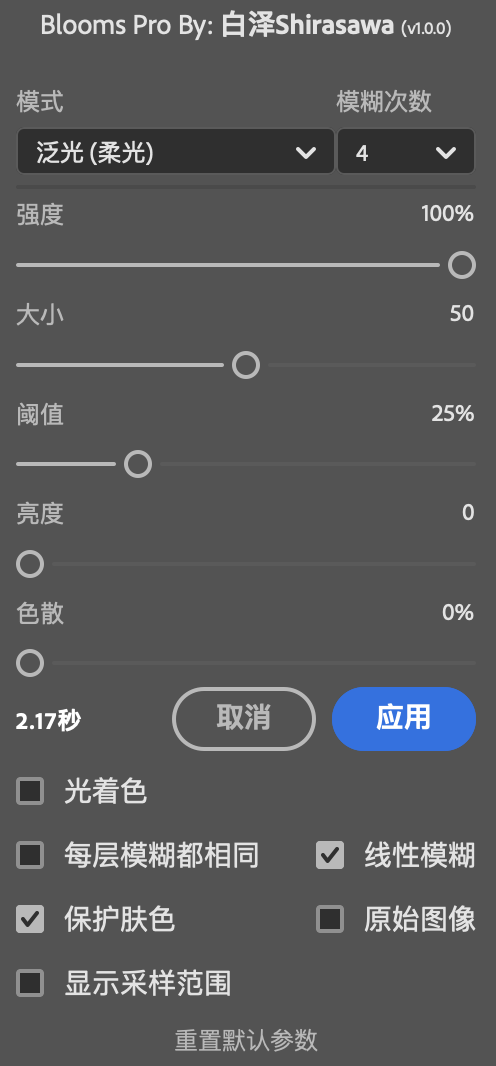 Blooms Pro By: 白泽Shirasawa (v1.0.0)
模式 模糊次数
泛光 (柔光) 4
强度 100%
大小 50
阈值 25%
亮度 0
色散 0%
2.17秒 取消 应用
光着色
每层模糊都相同 线性模糊
保护肤色 原始图像
显示采样范围
重置默认参数